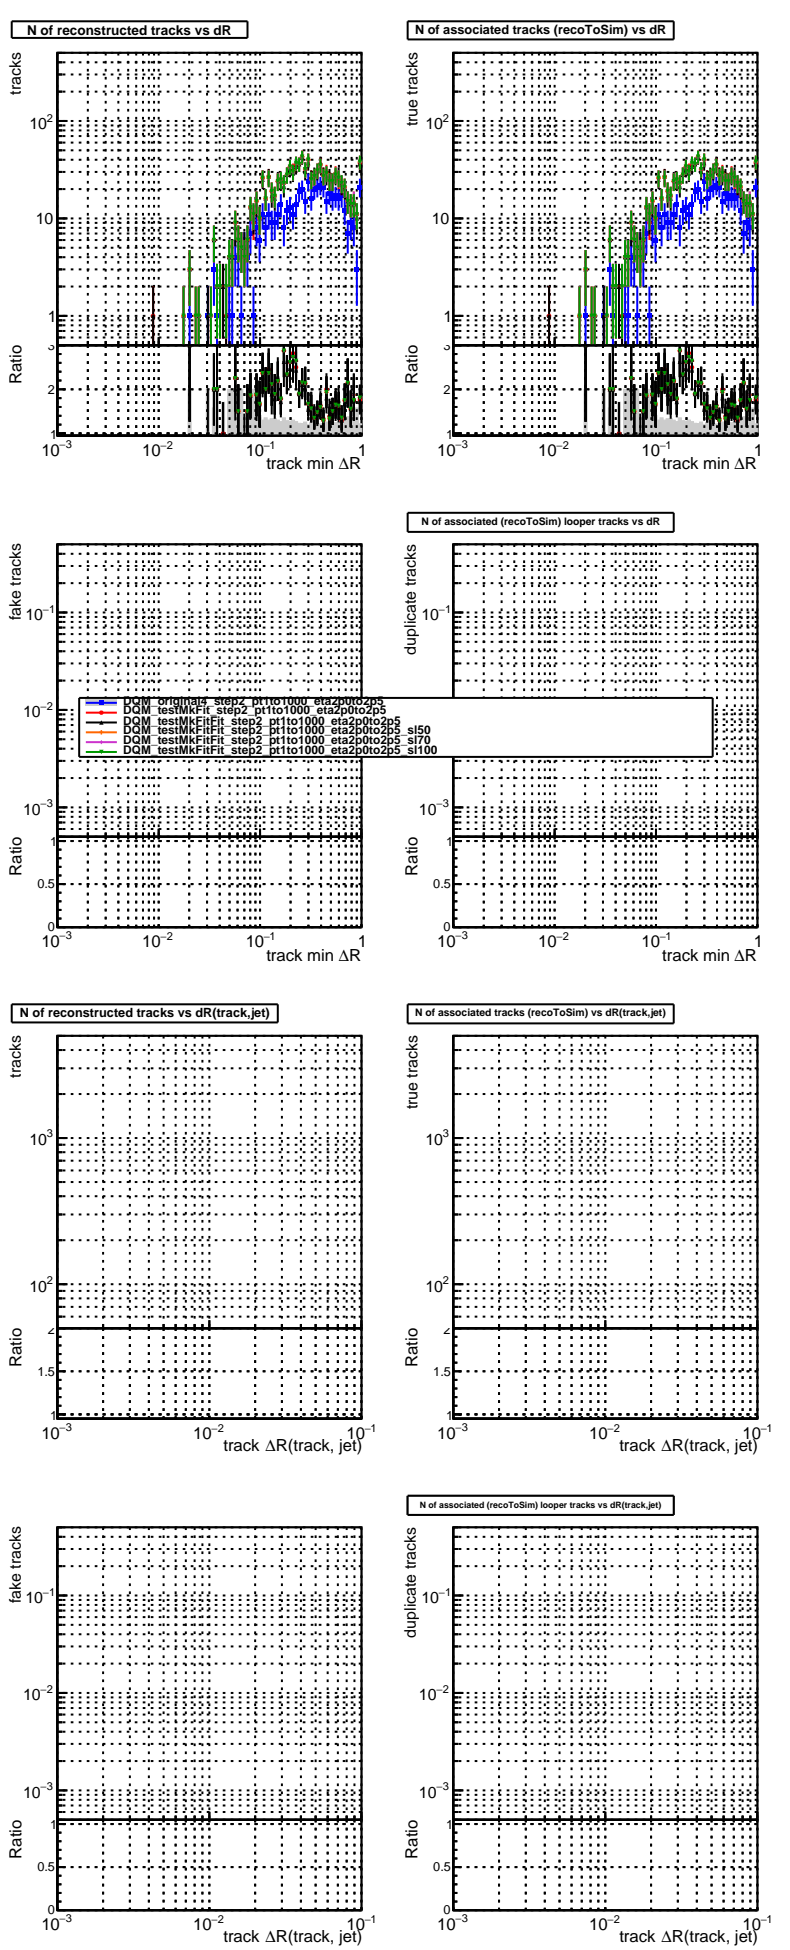 N of reconstructed tracks vs dR
N of associated tracks (recoToSim) vs dR
tracks
10²
10
1
Ratio
3
2
1
10⁻³
10⁻²
10⁻¹
1
track min ΔR
true tracks
10²
10
1
Ratio
3
2
1
10⁻³
10⁻²
10⁻¹
1
track min ΔR
N of associated (recoToSim) looper tracks vs dR
fake tracks
10⁻¹
10⁻²
10⁻³
Ratio
1
0.5
0
10⁻³
10⁻²
10⁻¹
1
track min ΔR
duplicate tracks
10⁻¹
10⁻³
Ratio
1
0.5
0
10⁻³
10⁻²
10⁻¹
1
track min ΔR
DQM_original4_step2_pt1to1000_eta2p0to2p5
DQM_testMkFit_step2_pt1to1000_eta2p0to2p5
DQM_testMkFitFit_step2_pt1to1000_eta2p0to2p5
DQM_testMkFitFit_step2_pt1to1000_eta2p0to2p5_sl50
DQM_testMkFitFit_step2_pt1to1000_eta2p0to2p5_sl70
DQM_testMkFitFit_step2_pt1to1000_eta2p0to2p5_sl100
N of reconstructed tracks vs dR(track,jet)
N of associated tracks (recoToSim) vs dR(track,jet)
tracks
10³
10²
Ratio
2
1.5
1
10⁻³
10⁻²
10⁻¹
track ΔR(track, jet)
true tracks
10³
10²
Ratio
2
1.5
1
10⁻³
10⁻²
10⁻¹
track ΔR(track, jet)
N of associated (recoToSim) looper tracks vs dR(track,jet)
fake tracks
10⁻¹
10⁻²
10⁻³
Ratio
1
0.5
0
10⁻³
10⁻²
10⁻¹
track ΔR(track, jet)
duplicate tracks
10⁻¹
10⁻²
10⁻³
Ratio
1
0.5
0
10⁻³
10⁻²
10⁻¹
track ΔR(track, jet)